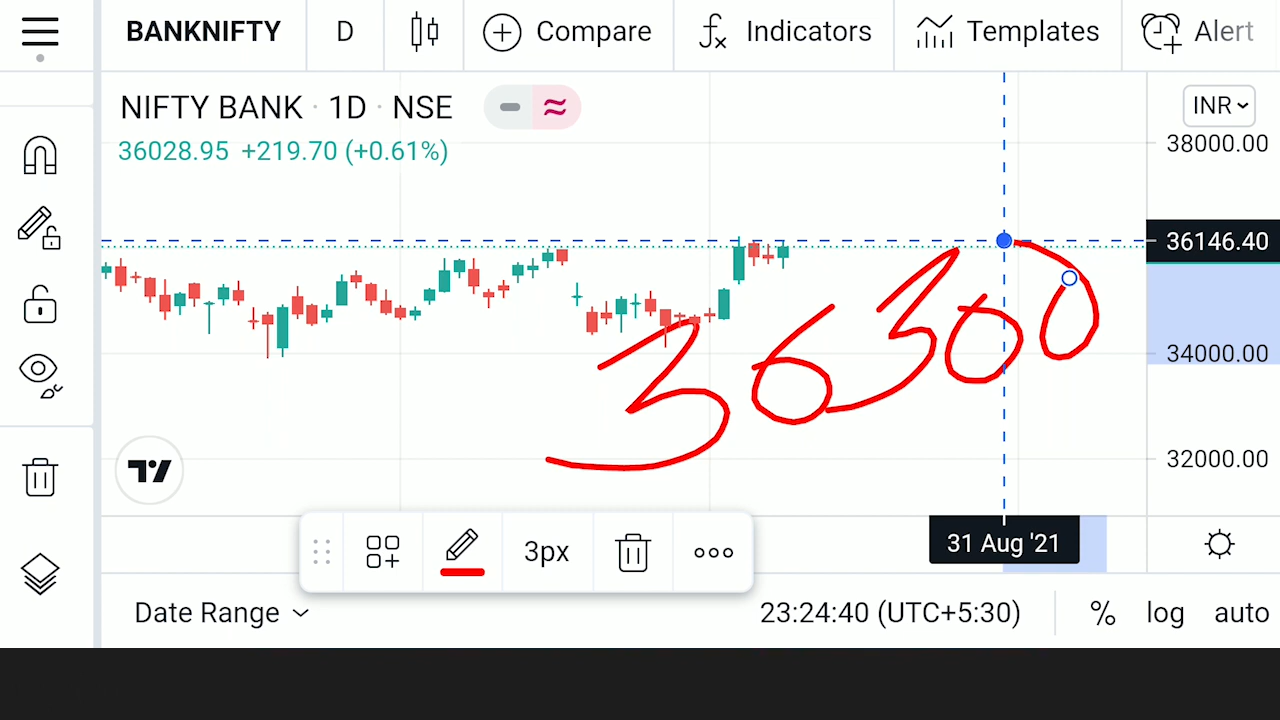 BANKNIFTY D Compare Indicators Templates Alert
NIFTY BANK · 1D · NSE
INR
36028.95 +219.70 (+0.61%)
38000.00
36146.40
36300
34000.00
32000.00
31 Aug '21
3px
Date Range
23:24:40 (UTC+5:30)
% log auto